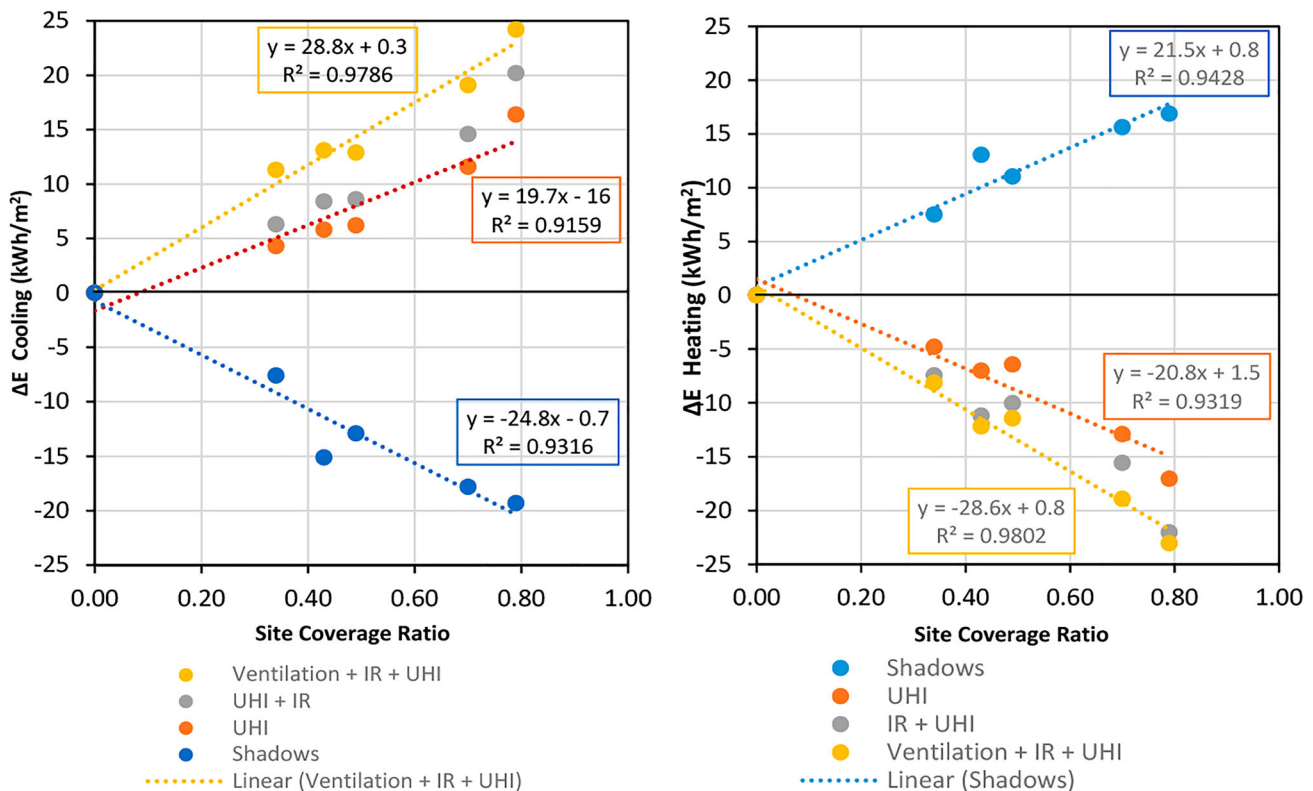 25
20
15
10
5
0
-5
-10
-15
-20
-25
ΔE Cooling (kWh/m²)
y = 28.8x + 0.3
R² = 0.9786
y = 19.7x - 16
R² = 0.9159
y = -24.8x - 0.7
R² = 0.9316
0.00 0.20 0.40 0.60 0.80 1.00
Site Coverage Ratio
Ventilation + IR + UHI
UHI + IR
UHI
Shadows
Linear (Ventilation + IR + UHI)
25
20
15
10
5
0
-5
-10
-15
-20
-25
ΔE Heating (kWh/m²)
y = 21.5x + 0.8
R² = 0.9428
y = -20.8x + 1.5
R² = 0.9319
y = -28.6x + 0.8
R² = 0.9802
0.00 0.20 0.40 0.60 0.80 1.00
Site Coverage Ratio
Shadows
UHI
IR + UHI
Ventilation + IR + UHI
Linear (Shadows)